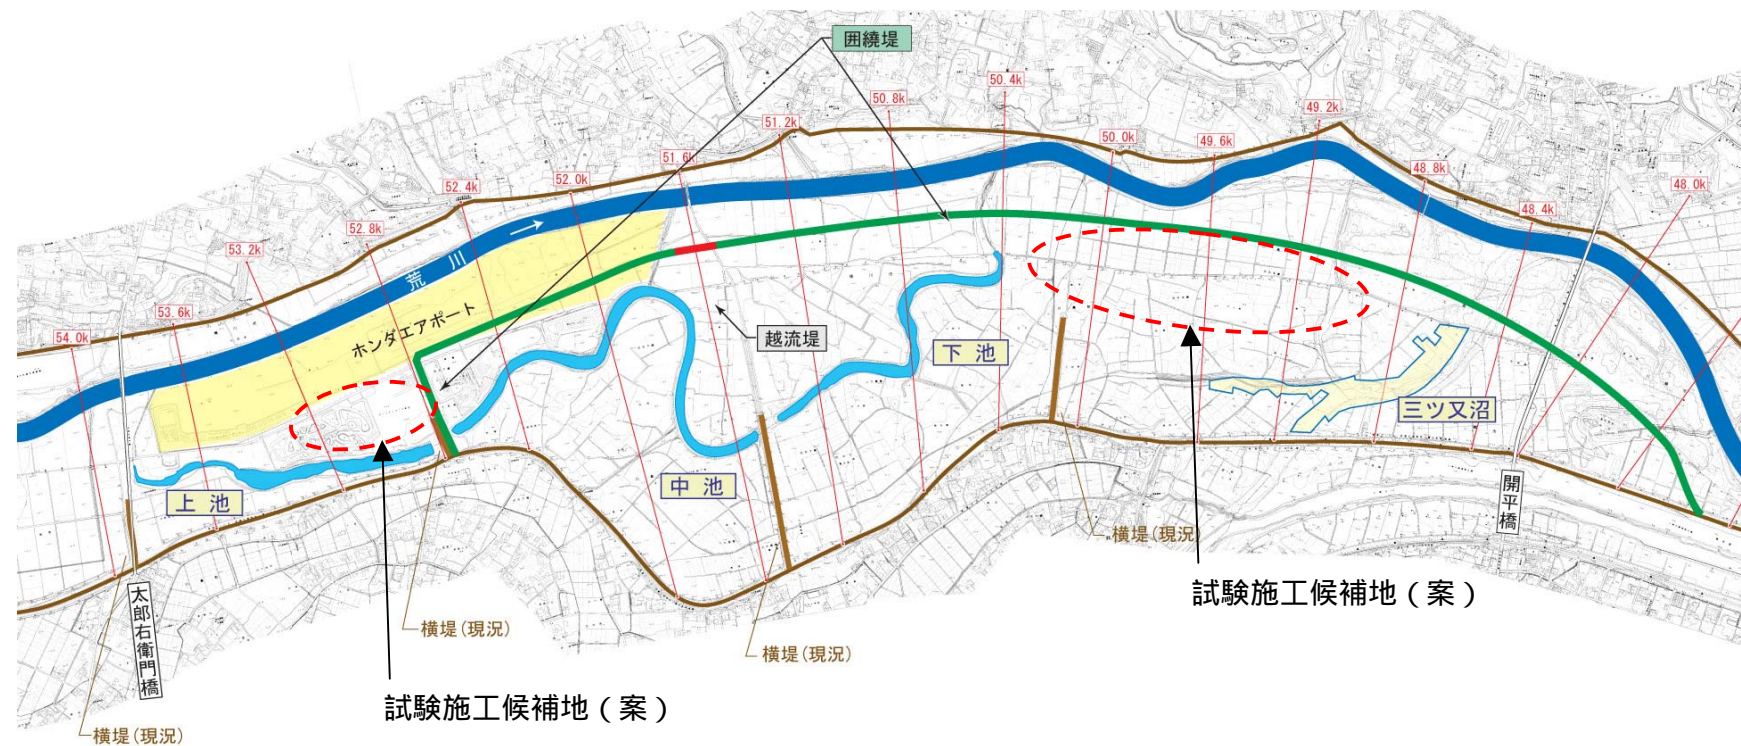 囲繞堤
50.4k
50.8k
49.2k
51.2k
50.0k
49.6k
51.6k
48.8k
52.0k
48.0k
52.4k
48.4k
52.8k
53.2k
53.6k
54.0k
荒川
ホンダエアポート
越流堤
下池
三ツ又沼
中池
上池
開平橋
横堤(現況)
試験施工候補地(案)
太郎右衛門橋
横堤(現況)
横堤(現況)
試験施工候補地(案)
横堤(現況)